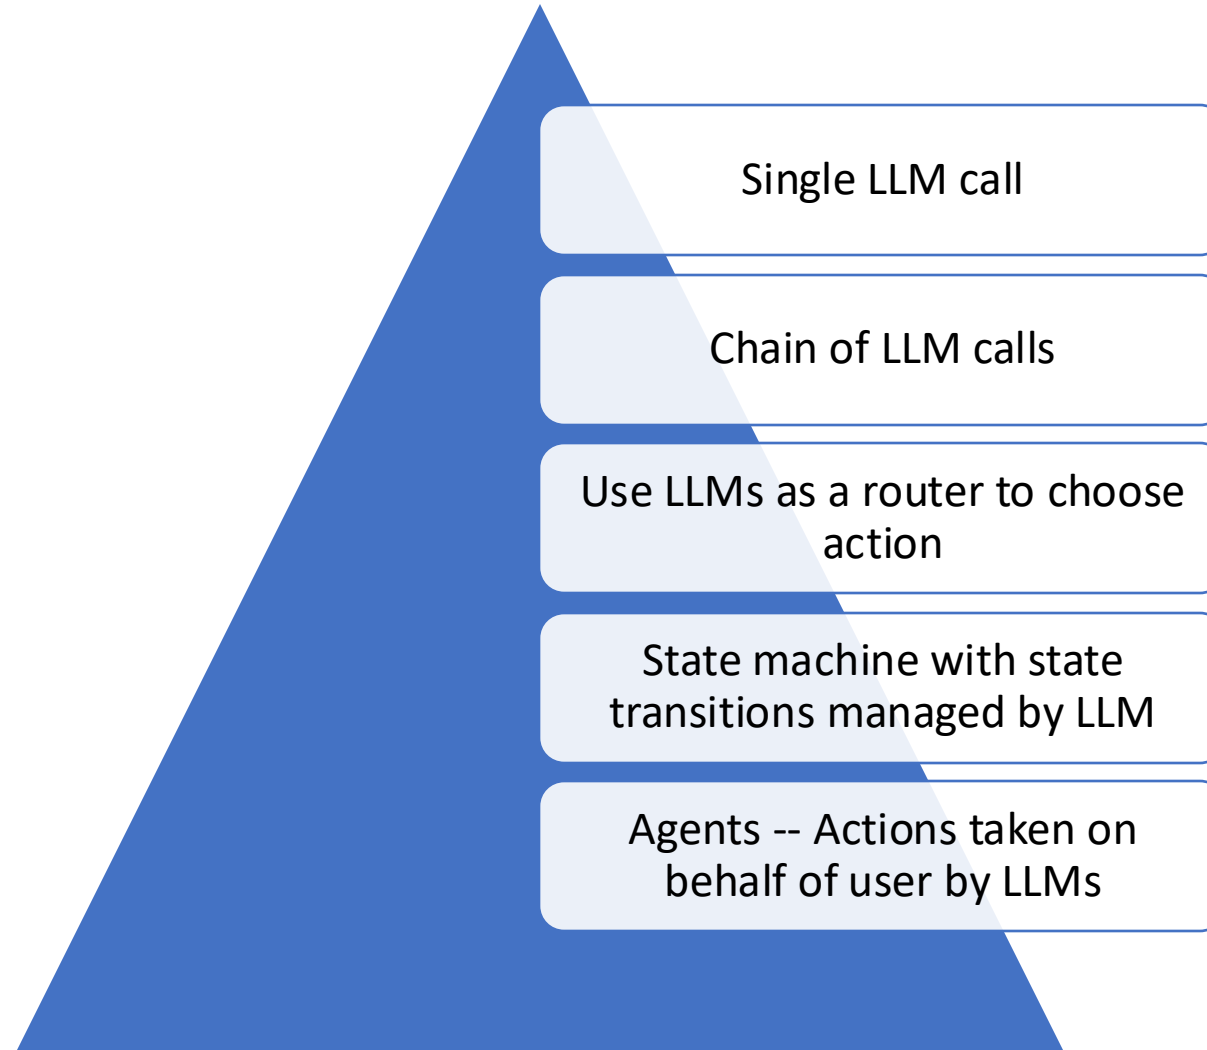 Single LLM call
Chain of LLM calls
Use LLMs as a router to choose
action
State machine with state
transitions managed by LLM
Agents -- Actions taken on
behalf of user by LLMs